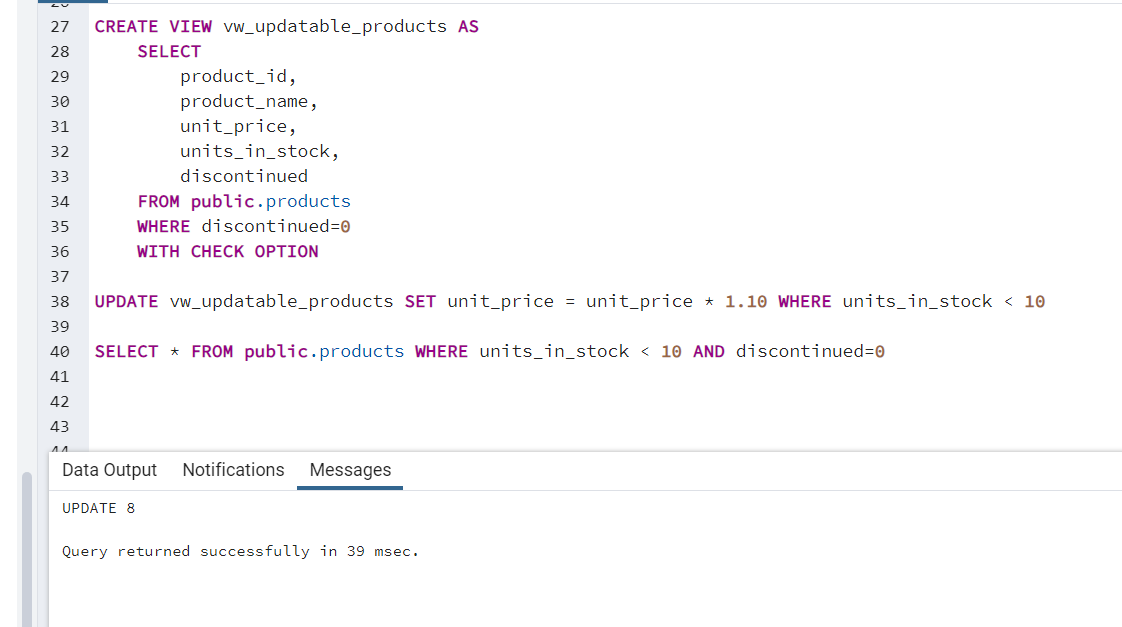 27 CREATE VIEW vw_updatable_products AS
28 SELECT
29 product_id,
30 product_name,
31 unit_price,
32 units_in_stock,
33 discontinued
34 FROM public.products
35 WHERE discontinued=0
36 WITH CHECK OPTION
37
38 UPDATE vw_updatable_products SET unit_price = unit_price * 1.10 WHERE units_in_stock < 10
39
40 SELECT * FROM public.products WHERE units_in_stock < 10 AND discontinued=0
41
42
43
Data Output Notifications Messages
UPDATE 8
Query returned successfully in 39 msec.